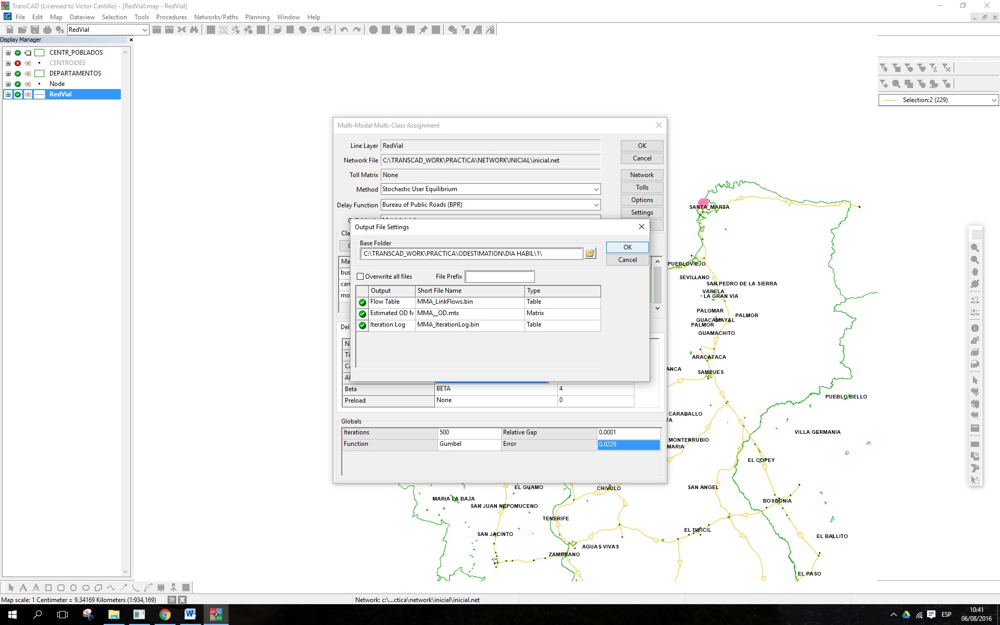 TransCAD (Licensed to Victor Cantillo) - [RedVial.map - RedVial]
File Edit Map Dataview Selection Tools Procedures Networks/Paths Planning Window Help
RedVial
Display Manager
CENTR_POBLADOS
CENTROIDES
DEPARTAMENTOS
Node
RedVial
Selection:2 (229)
Multi-Modal Multi-Class Assignment
Line Layer RedVial
Network File C:\TRANSCAD_WORK\PRACTICA\NETWORK\INICIAL\inicial.net
Toll Matrix None
Method Stochastic User Equilibrium
Delay Function Bureau of Public Roads (BPR)
OK
Cancel
Network
Tolls
Options
Settings
Cla
Ma
bus
can
mo
Del
N
Ti
Ca
Al
Output File Settings
Base Folder
C:\TRANSCAD_WORK\PRACTICA\ODESTIMATION\DIA HABIL\1\
OK
Cancel
Overwrite all files File Prefix
Output Short File Name Type
Flow Table MMA_LinkFlows.bin Table
Estimated OD M MMA__OD.mtx Matrix
Iteration Log MMA_IterationLog.bin Table
Beta BETA 4
Preload None 0
Globals
Iterations 500 Relative Gap 0.0001
Function Gumbel Error 0.0229
SANTA_MARTA
PUEBLOVIEJO
SEVILLANO
SAN PEDRO DE LA SIERRA
VARELA
LA GRAN VIA
PALOMAR
PALMOR
GUACAMAYAL
PALMOR
GUAMACHITO
ARACATACA
ANCA
SAMPUES
PUEBLO BELLO
CARABALLO
TA
VILLA GERMANIA
MONTERRUBIO
MARIA
EL COPEY
EL GUAMO
CHIVOLO
SAN ANGEL
MARIA LA BAJA
BOSCONIA
SAN JUAN NEPOMUCENO
TENERIFE
EL DIFICIL
SAN JACINTO
EL BALLITO
AGUAS VIVAS
ZAMBRANO
EL PASO
Map scale: 1 Centimeter = 9.34169 Kilometers (1:934,169)
Network: c:\...ctica\network\inicial\inicial.net
ESP
10:41
06/08/2016